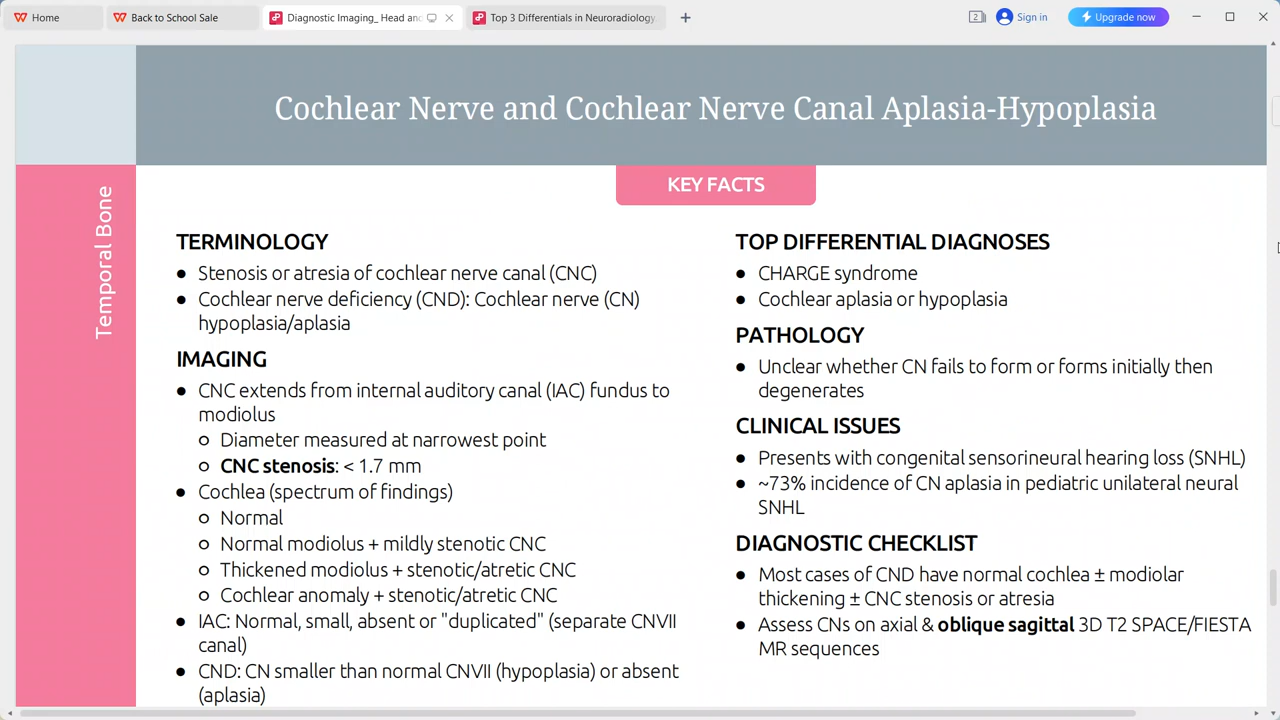 Home
Back to School Sale
Diagnostic Imaging_ Head and
Top 3 Differentials in Neuroradiology
2
Sign in
Upgrade now
Cochlear Nerve and Cochlear Nerve Canal Aplasia-Hypoplasia
Temporal Bone
KEY FACTS
TERMINOLOGY
● Stenosis or atresia of cochlear nerve canal (CNC)
● Cochlear nerve deficiency (CND): Cochlear nerve (CN)
hypoplasia/aplasia
IMAGING
● CNC extends from internal auditory canal (IAC) fundus to
modiolus
○ Diameter measured at narrowest point
○ CNC stenosis: < 1.7 mm
● Cochlea (spectrum of findings)
○ Normal
○ Normal modiolus + mildly stenotic CNC
○ Thickened modiolus + stenotic/atretic CNC
○ Cochlear anomaly + stenotic/atretic CNC
● IAC: Normal, small, absent or "duplicated" (separate CNVII
canal)
● CND: CN smaller than normal CNVII (hypoplasia) or absent
(aplasia)
TOP DIFFERENTIAL DIAGNOSES
● CHARGE syndrome
● Cochlear aplasia or hypoplasia
PATHOLOGY
● Unclear whether CN fails to form or forms initially then
degenerates
CLINICAL ISSUES
● Presents with congenital sensorineural hearing loss (SNHL)
● ~73% incidence of CN aplasia in pediatric unilateral neural
SNHL
DIAGNOSTIC CHECKLIST
● Most cases of CND have normal cochlea ± modiolar
thickening ± CNC stenosis or atresia
● Assess CNs on axial & oblique sagittal 3D T2 SPACE/FIESTA
MR sequences